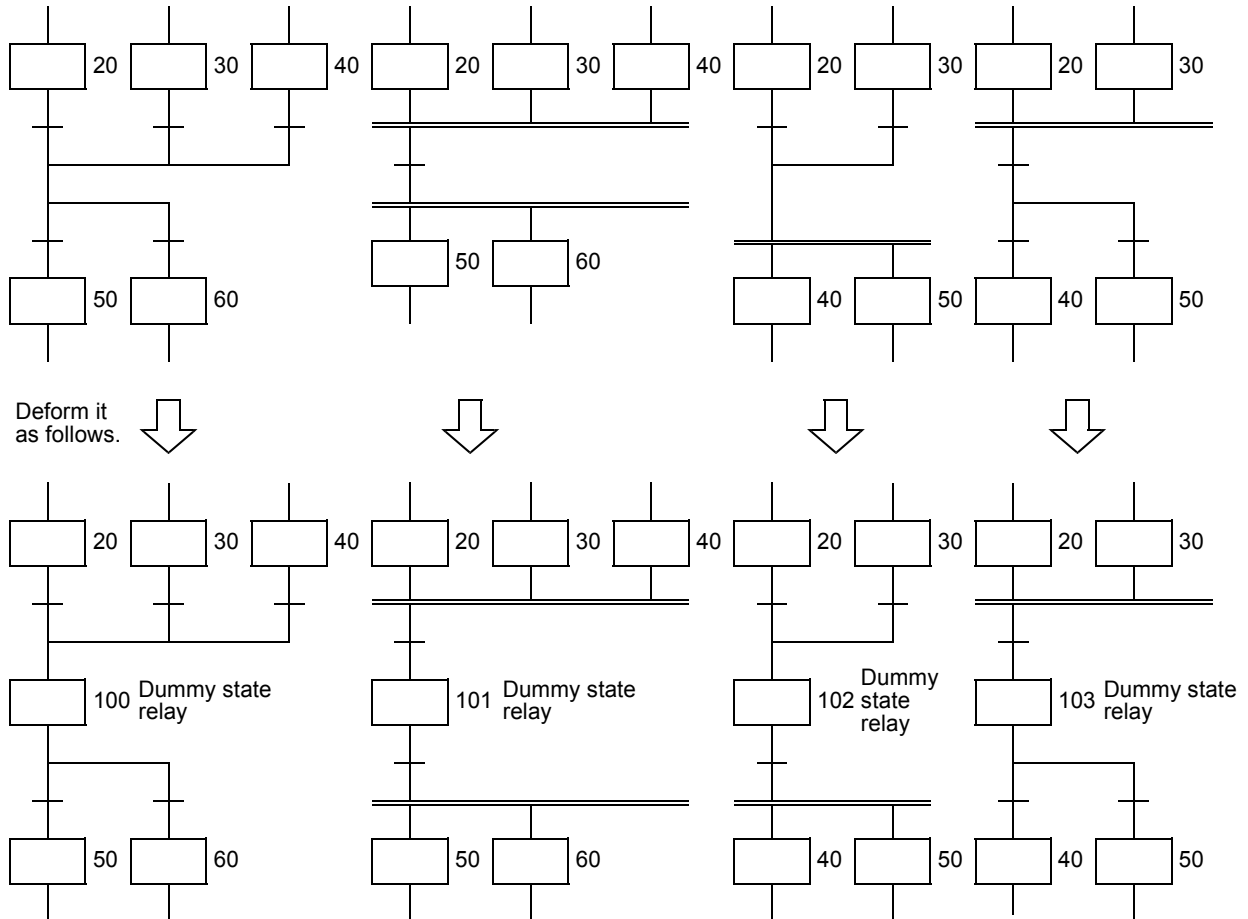 20 30 40 20 30 40 20 30 20 30
50 60
50 60 40 50 40 50
Deform it
as follows.
20 30 40 20 30 40 20 30 20 30
100 Dummy state
relay
101 Dummy state
relay
102 Dummy
state
relay
103 Dummy state
relay
50 60 50 60 40 50 40 50